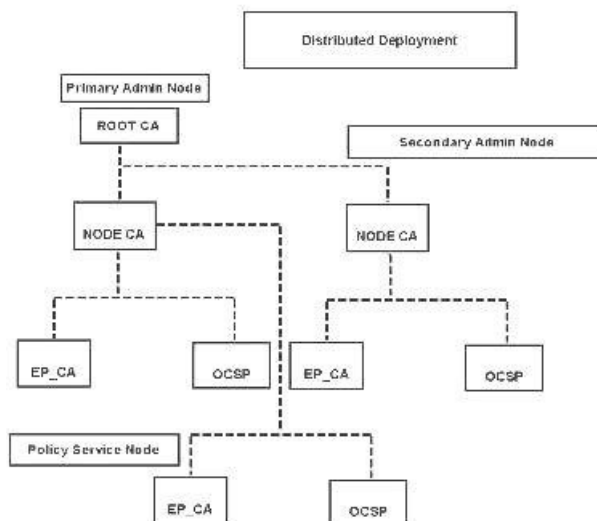 Distributed Deployment
Primary Admin Node
ROOT CA
Secondary Admin Node
NODE CA
NODE CA
EP_CA
OCSP
EP_CA
OCSP
Policy Service Node
EP_CA
OCSP